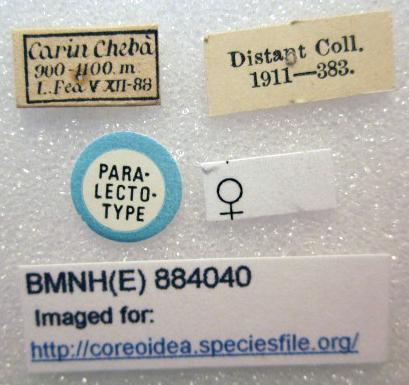 Carin Chebà
900-1100 m
L. Fea V XII-88
Distant Coll.
1911—383.
PARA-
LECTO-
TYPE
♀
BMNH(E) 884040
Imaged for:
http://coreoidea.speciesfile.org/